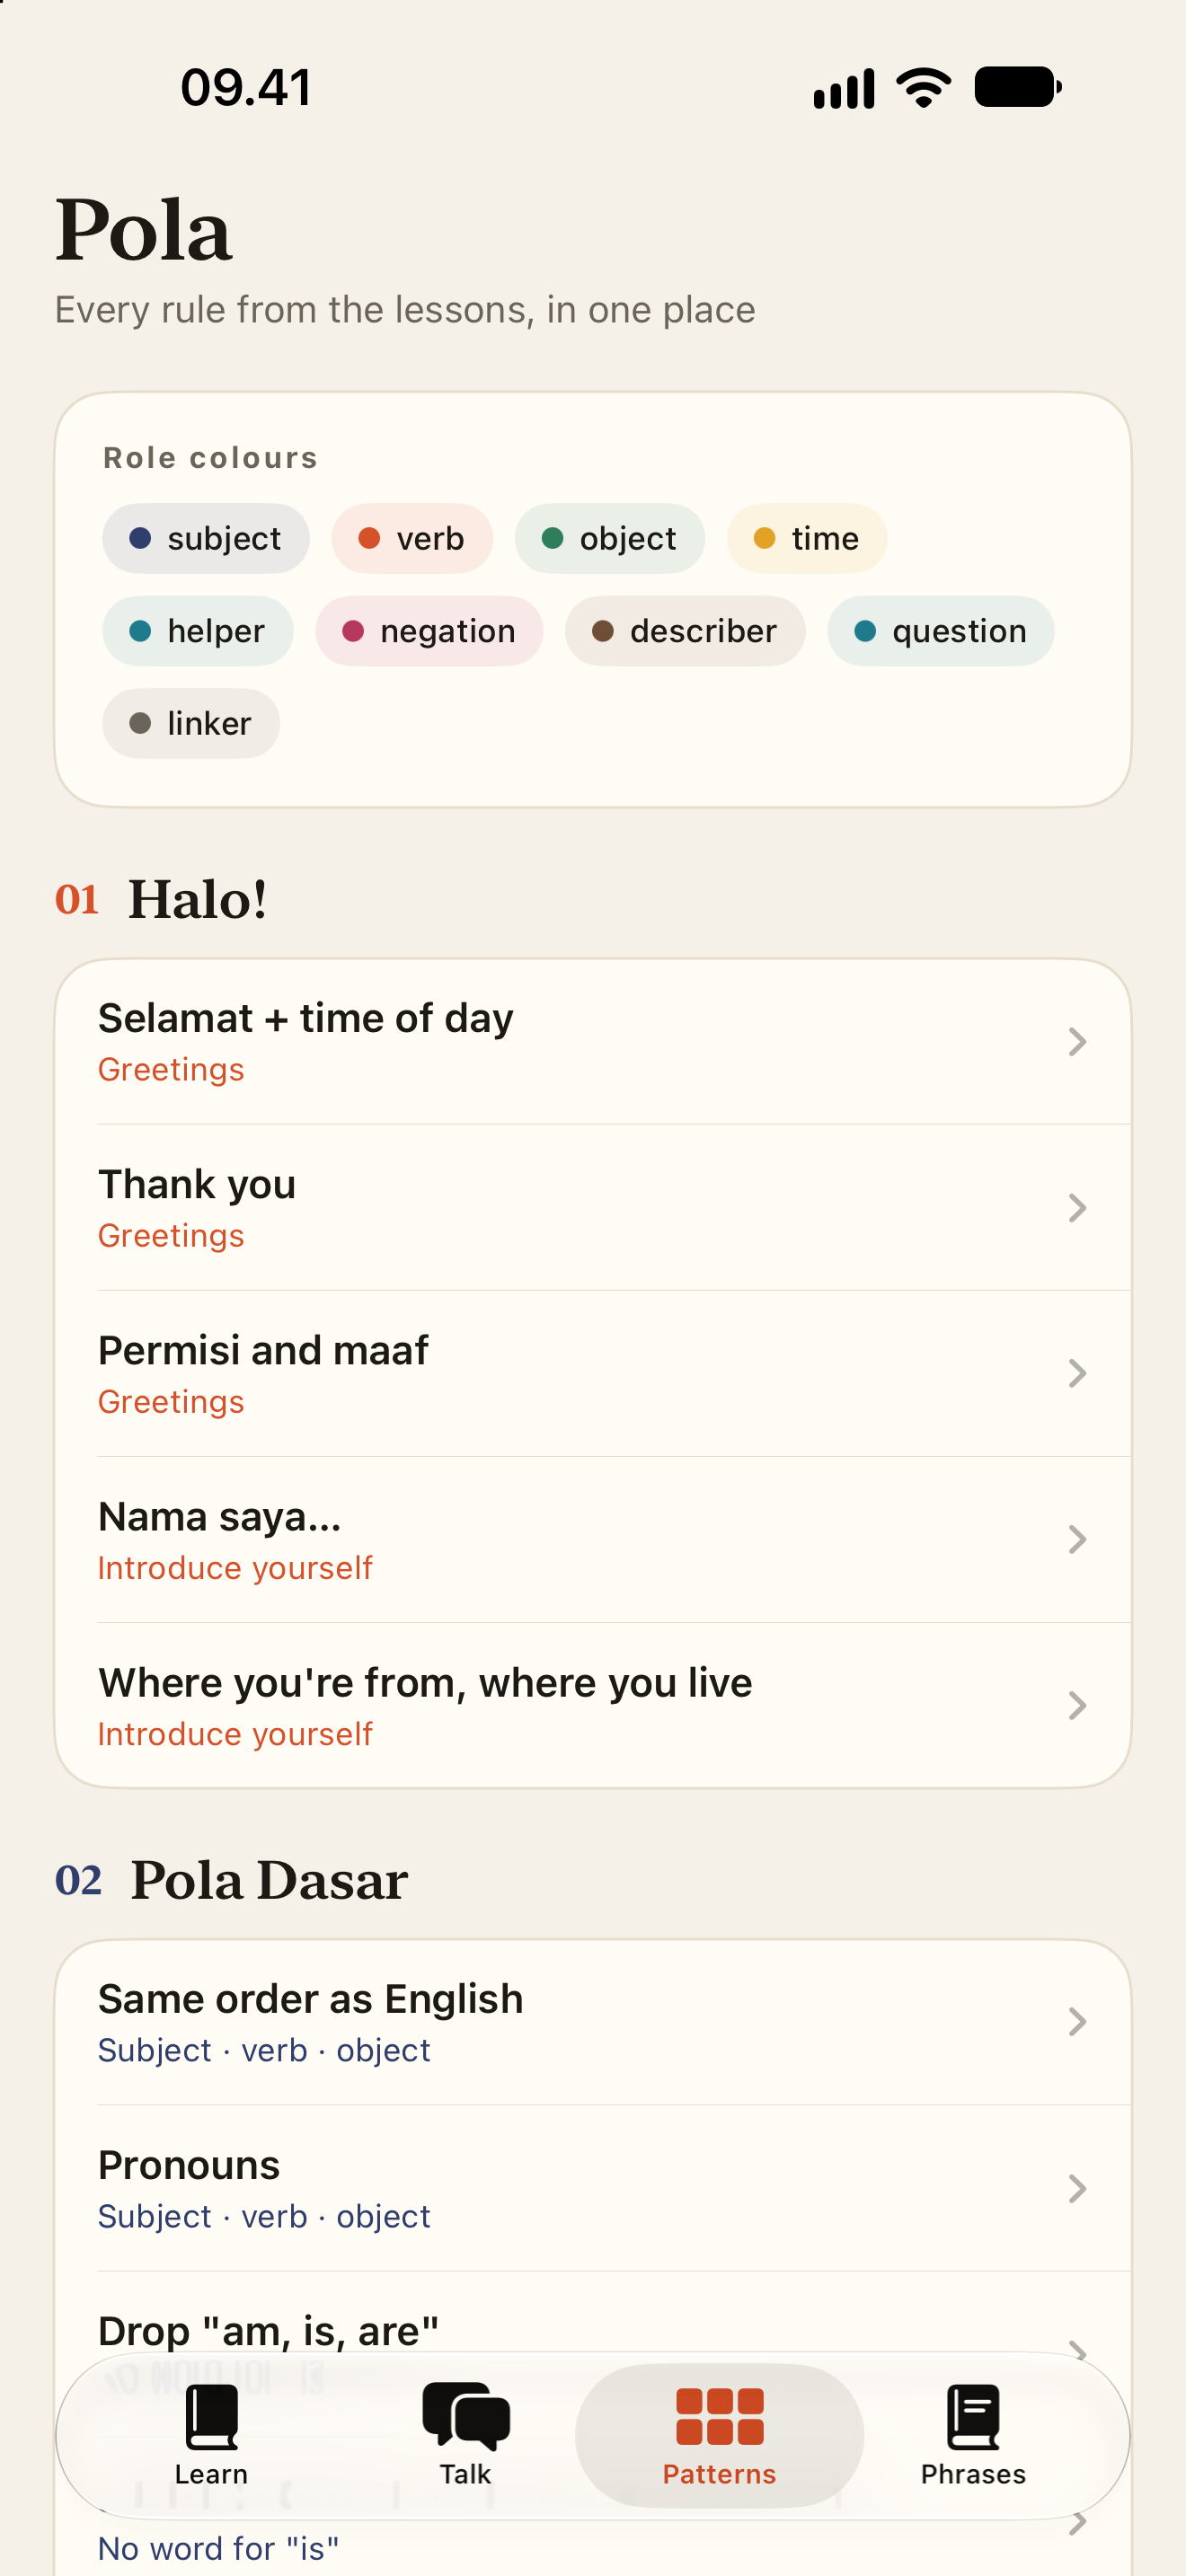 09.41
Pola
Every rule from the lessons, in one place
Role colours
subject verb object time
helper negation describer question
linker
01 Halo!
Selamat + time of day
Greetings
Thank you
Greetings
Permisi and maaf
Greetings
Nama saya...
Introduce yourself
Where you're from, where you live
Introduce yourself
02 Pola Dasar
Same order as English
Subject · verb · object
Pronouns
Subject · verb · object
Drop "am, is, are"
Learn Talk Patterns Phrases
No word for "is"